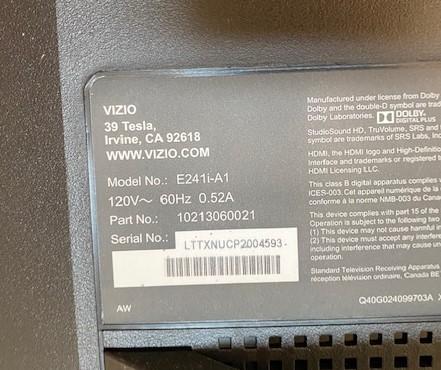 VIZIO
39 Tesla,
Irvine, CA 92618
WWW.VIZIO.COM
Model No.: E241i-A1
120V~ 60Hz 0.52A
Part No.: 10213060021
Serial No.: LTTXNUCP2004593
AW
Manufactured under license from Dolby
Dolby and the double-D symbol are trad
Dolby Laboratories. DOLBY.
DIGITAL PLUS
StudioSound HD, TruVolume, SRS and
symbol are trademarks of SRS Labs, Inc
HDMI, the HDMI logo and High-Definitio
Interface and trademarks or registered t
HDMI Licensing LLC.
This class B digital apparatus complies w
ICES-003. Cet appareil numérique de la
conforme à la norme NMB-003 du Canad
This device complies with part 15 of the
Operation is subject to the following two
(1) This device may not cause harmful in
(2) This device must accept any interfere
including interference that may cause un
operation.
Standard Television Receiving Apparatus
réception télévision ordinaire, Canada BE
Q40G024099703A X